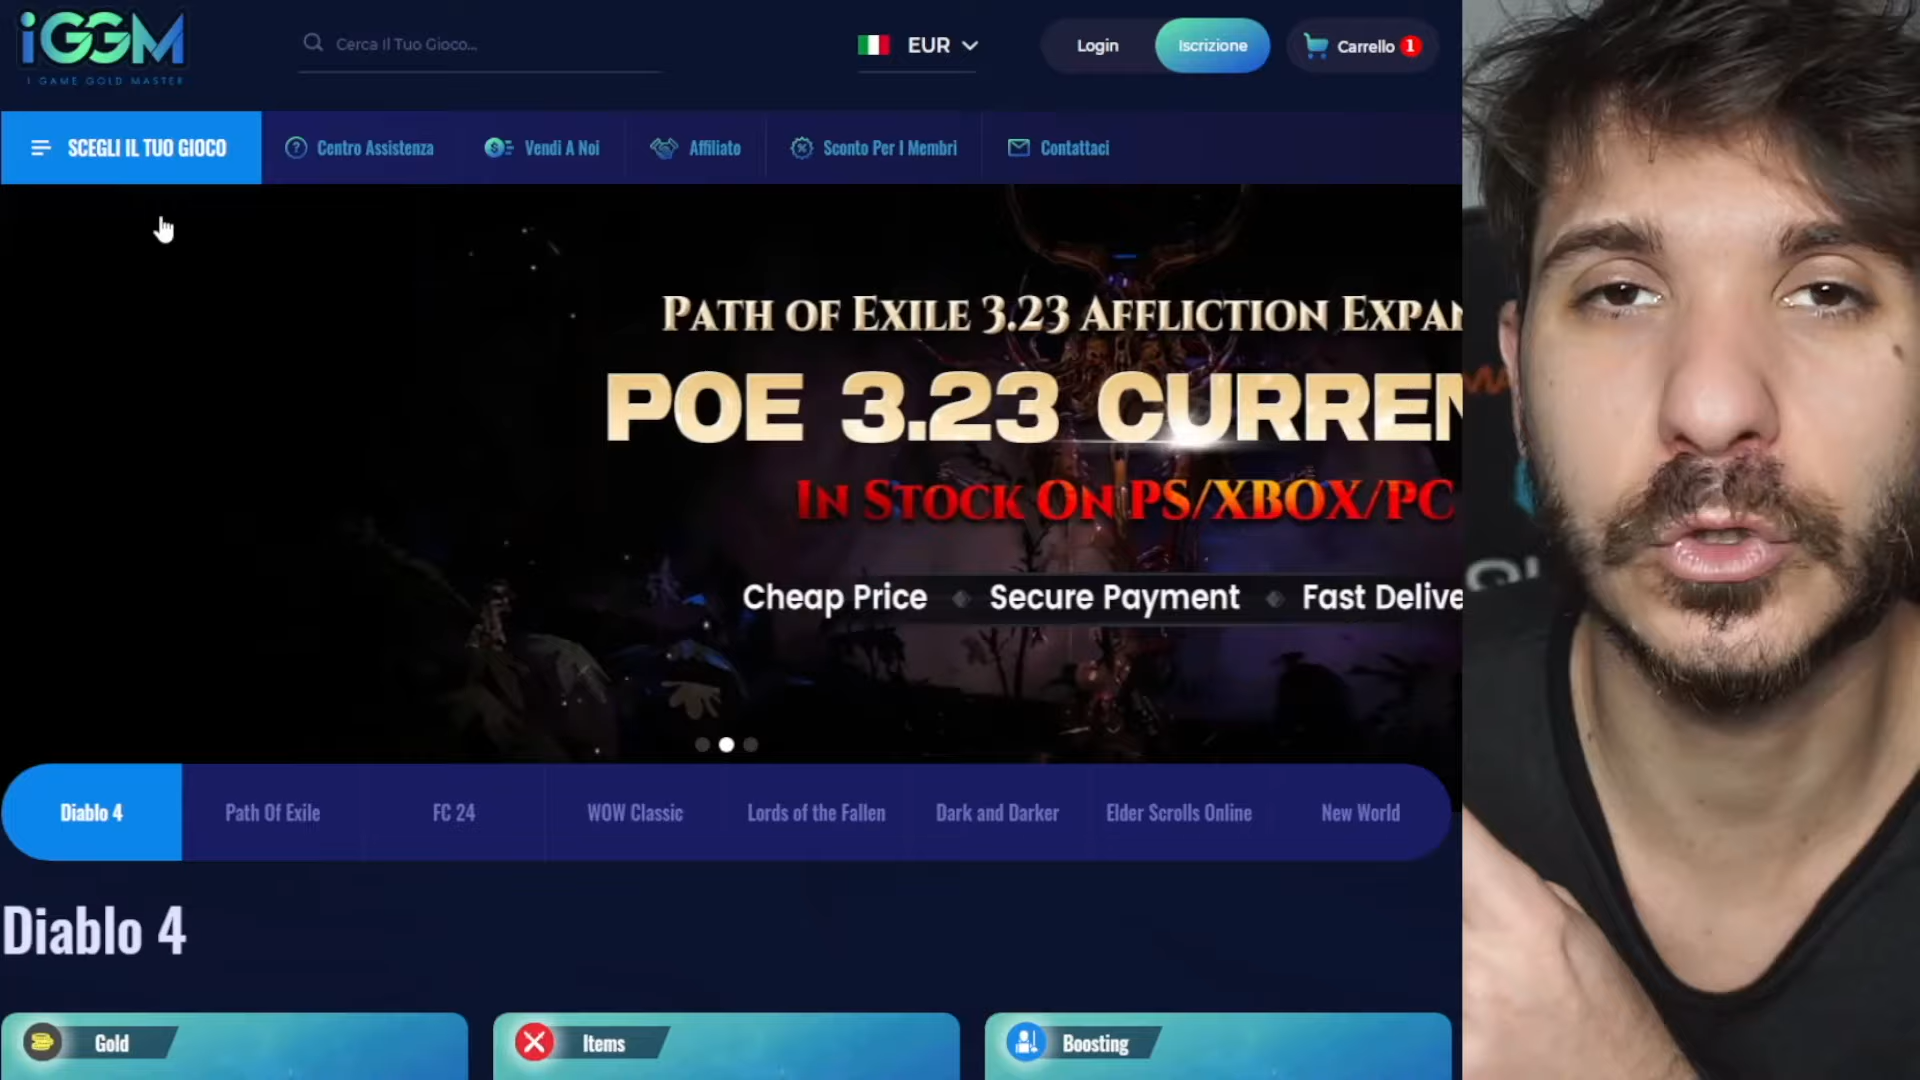 iGGM
I GAME GOLD MASTER
Cerca Il Tuo Gioco...
EUR
Login
Iscrizione
Carrello 1
SCEGLI IL TUO GIOCO
Centro Assistenza
Vendi A Noi
Affiliato
Sconto Per I Membri
Contattaci
PATH OF EXILE 3.23 AFFLICTION EXPAN
POE 3.23 CURREN
IN STOCK ON PS/XBOX/PC
Cheap Price Secure Payment Fast Delive
Diablo 4
Path Of Exile
FC 24
WOW Classic
Lords of the Fallen
Dark and Darker
Elder Scrolls Online
New World
Diablo 4
Gold
Items
Boosting